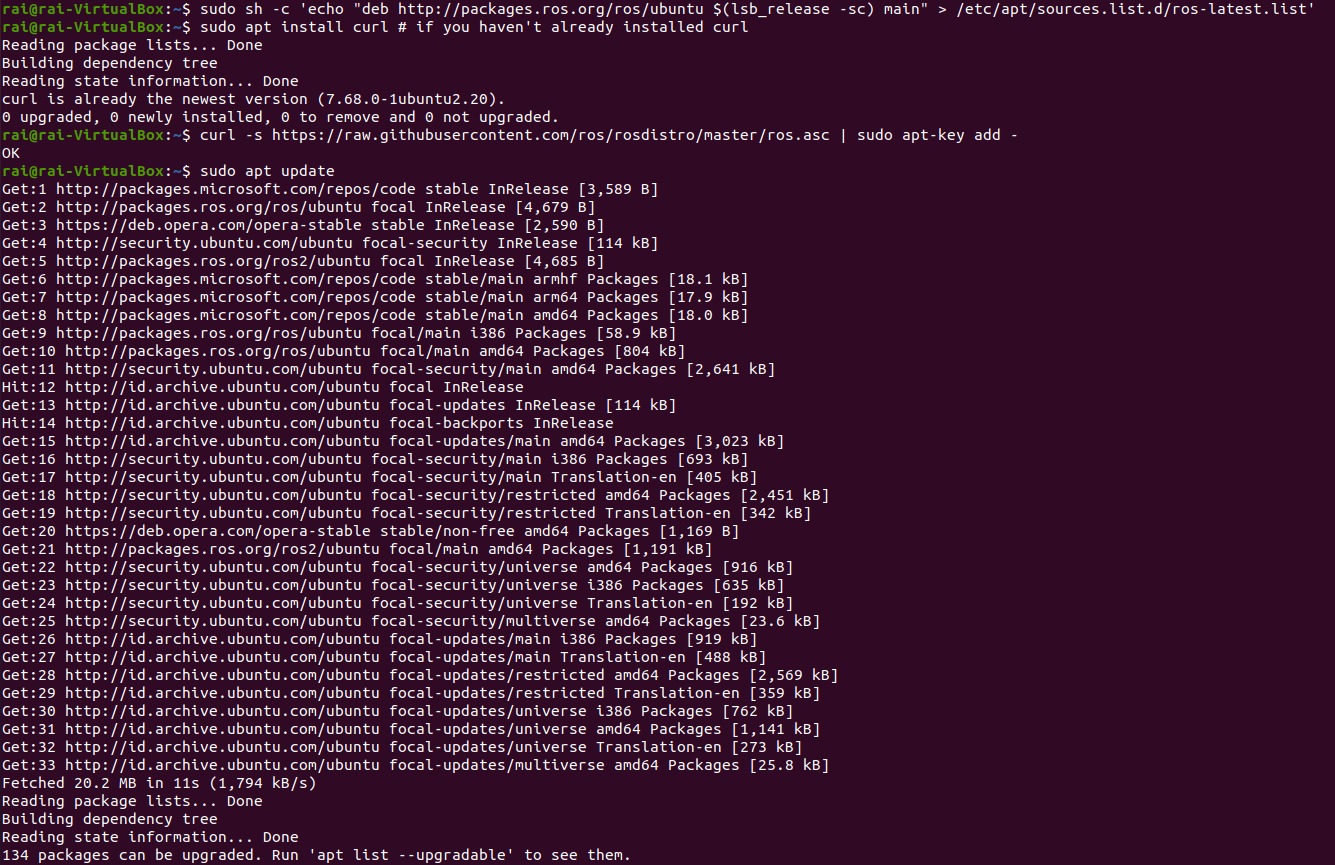 rai@rai-VirtualBox:~$ sudo sh -c 'echo "deb http://packages.ros.org/ros/ubuntu $(lsb_release -sc) main" > /etc/apt/sources.list.d/ros-latest.list'
rai@rai-VirtualBox:~$ sudo apt install curl # if you haven't already installed curl
Reading package lists... Done
Building dependency tree
Reading state information... Done
curl is already the newest version (7.68.0-1ubuntu2.20).
0 upgraded, 0 newly installed, 0 to remove and 0 not upgraded.
rai@rai-VirtualBox:~$ curl -s https://raw.githubusercontent.com/ros/rosdistro/master/ros.asc | sudo apt-key add -
OK
rai@rai-VirtualBox:~$ sudo apt update
Get:1 http://packages.microsoft.com/repos/code stable InRelease [3,589 B]
Get:2 http://packages.ros.org/ros/ubuntu focal InRelease [4,679 B]
Get:3 https://deb.opera.com/opera-stable stable InRelease [2,590 B]
Get:4 http://security.ubuntu.com/ubuntu focal-security InRelease [114 kB]
Get:5 http://packages.ros.org/ros2/ubuntu focal InRelease [4,685 B]
Get:6 http://packages.microsoft.com/repos/code stable/main armhf Packages [18.1 kB]
Get:7 http://packages.microsoft.com/repos/code stable/main arm64 Packages [17.9 kB]
Get:8 http://packages.microsoft.com/repos/code stable/main amd64 Packages [18.0 kB]
Get:9 http://packages.ros.org/ros/ubuntu focal/main i386 Packages [58.9 kB]
Get:10 http://packages.ros.org/ros/ubuntu focal/main amd64 Packages [804 kB]
Get:11 http://security.ubuntu.com/ubuntu focal-security/main amd64 Packages [2,641 kB]
Hit:12 http://id.archive.ubuntu.com/ubuntu focal InRelease
Get:13 http://id.archive.ubuntu.com/ubuntu focal-updates InRelease [114 kB]
Hit:14 http://id.archive.ubuntu.com/ubuntu focal-backports InRelease
Get:15 http://id.archive.ubuntu.com/ubuntu focal-updates/main amd64 Packages [3,023 kB]
Get:16 http://security.ubuntu.com/ubuntu focal-security/main i386 Packages [693 kB]
Get:17 http://security.ubuntu.com/ubuntu focal-security/main Translation-en [405 kB]
Get:18 http://security.ubuntu.com/ubuntu focal-security/restricted amd64 Packages [2,451 kB]
Get:19 http://security.ubuntu.com/ubuntu focal-security/restricted Translation-en [342 kB]
Get:20 https://deb.opera.com/opera-stable stable/non-free amd64 Packages [1,169 B]
Get:21 http://packages.ros.org/ros2/ubuntu focal/main amd64 Packages [1,191 kB]
Get:22 http://security.ubuntu.com/ubuntu focal-security/universe amd64 Packages [916 kB]
Get:23 http://security.ubuntu.com/ubuntu focal-security/universe i386 Packages [635 kB]
Get:24 http://security.ubuntu.com/ubuntu focal-security/universe Translation-en [192 kB]
Get:25 http://security.ubuntu.com/ubuntu focal-security/multiverse amd64 Packages [23.6 kB]
Get:26 http://id.archive.ubuntu.com/ubuntu focal-updates/main i386 Packages [919 kB]
Get:27 http://id.archive.ubuntu.com/ubuntu focal-updates/main Translation-en [488 kB]
Get:28 http://id.archive.ubuntu.com/ubuntu focal-updates/restricted amd64 Packages [2,569 kB]
Get:29 http://id.archive.ubuntu.com/ubuntu focal-updates/restricted Translation-en [359 kB]
Get:30 http://id.archive.ubuntu.com/ubuntu focal-updates/universe i386 Packages [762 kB]
Get:31 http://id.archive.ubuntu.com/ubuntu focal-updates/universe amd64 Packages [1,141 kB]
Get:32 http://id.archive.ubuntu.com/ubuntu focal-updates/universe Translation-en [273 kB]
Get:33 http://id.archive.ubuntu.com/ubuntu focal-updates/multiverse amd64 Packages [25.8 kB]
Fetched 20.2 MB in 11s (1,794 kB/s)
Reading package lists... Done
Building dependency tree
Reading state information... Done
134 packages can be upgraded. Run 'apt list --upgradable' to see them.